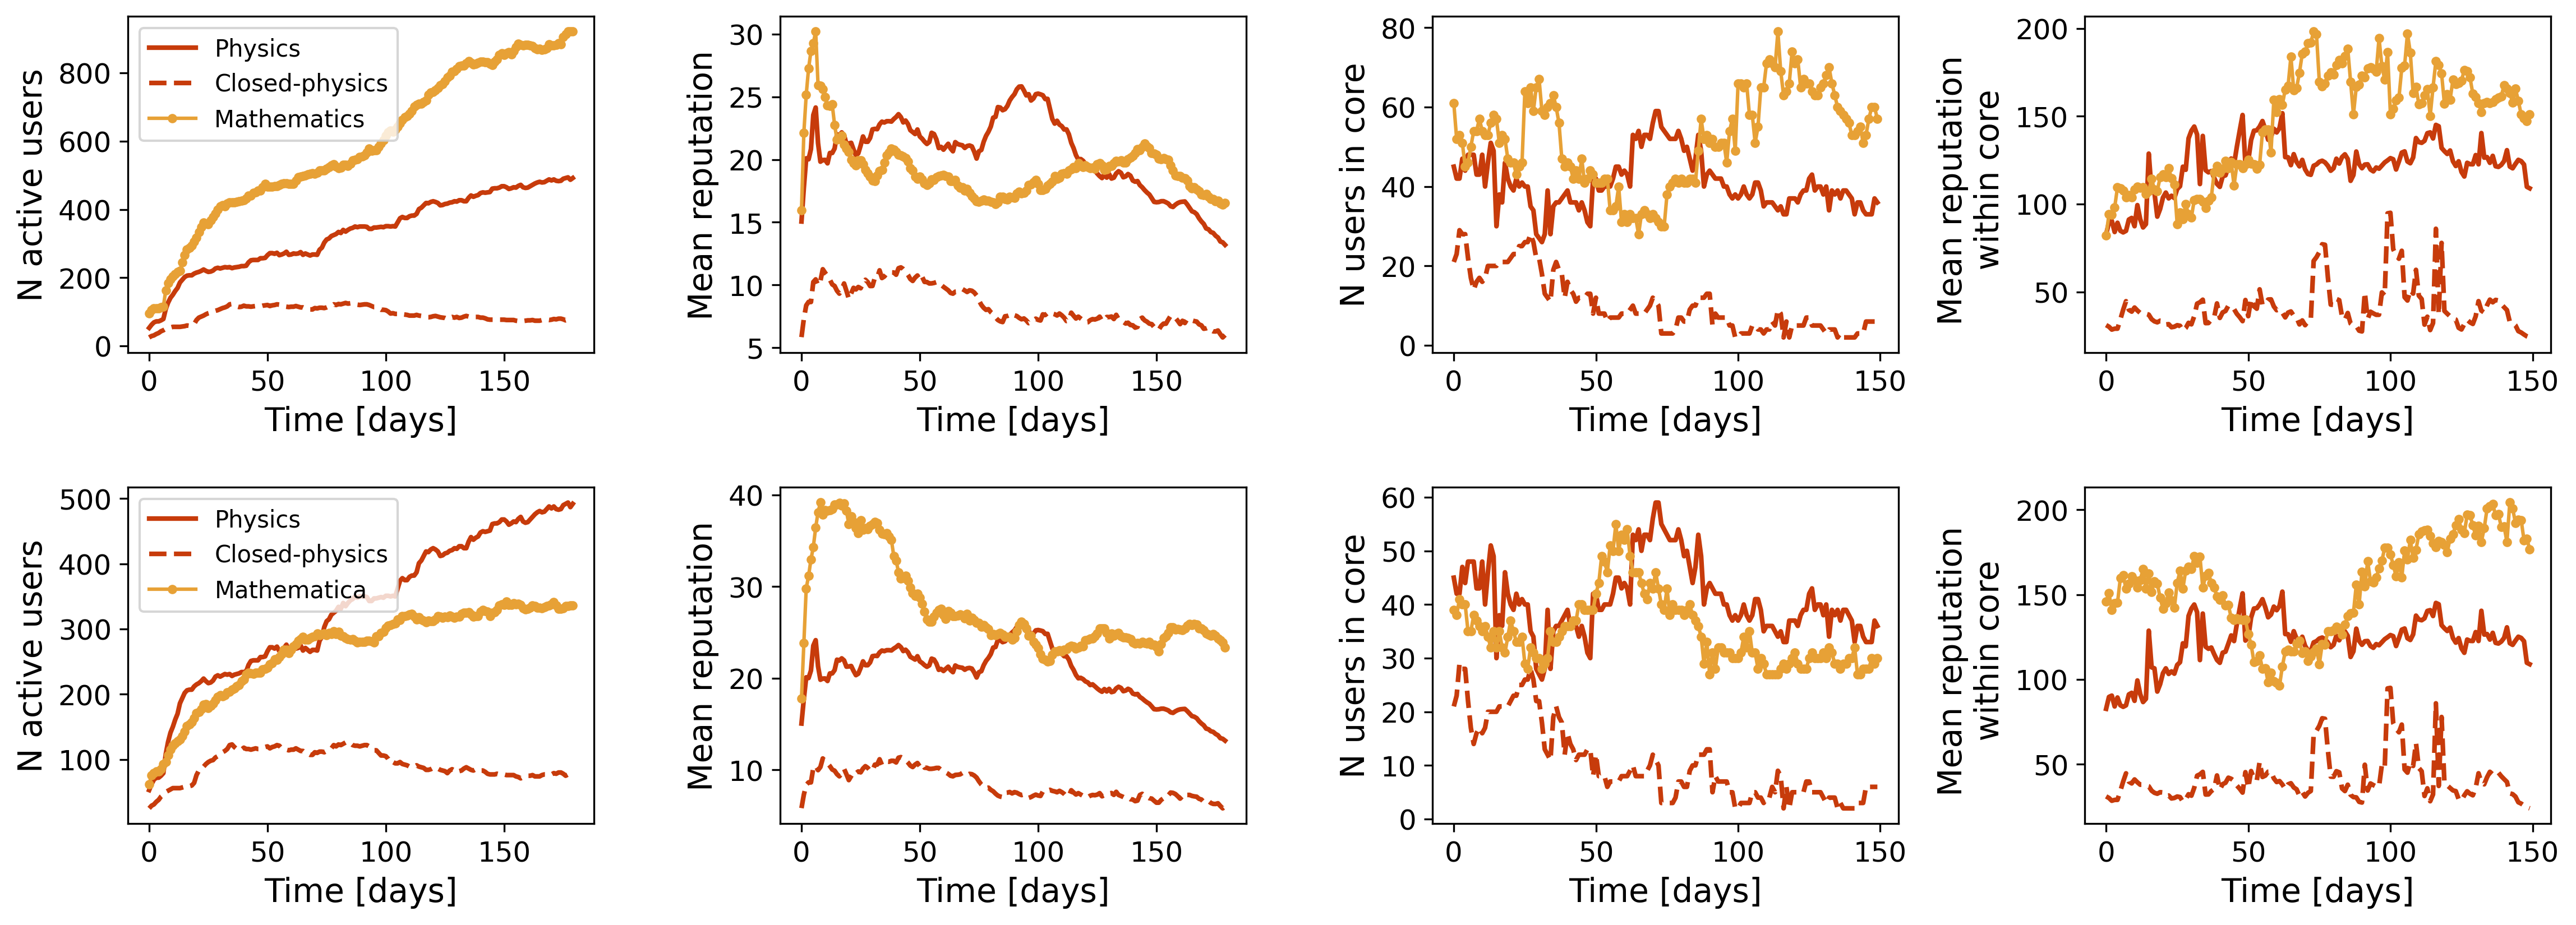 N active users
800
600
400
200
0
Physics
Closed-physics
Mathematics
0 50 100 150
Time [days]
Mean reputation
30
25
20
15
10
5
0 50 100 150
Time [days]
N users in core
80
60
40
20
0
0 50 100 150
Time [days]
Mean reputation
within core
200
150
100
50
0 50 100 150
Time [days]
N active users
500
400
300
200
100
Physics
Closed-physics
Mathematica
0 50 100 150
Time [days]
Mean reputation
40
30
20
10
0 50 100 150
Time [days]
N users in core
60
50
40
30
20
10
0
0 50 100 150
Time [days]
Mean reputation
within core
200
150
100
50
0 50 100 150
Time [days]